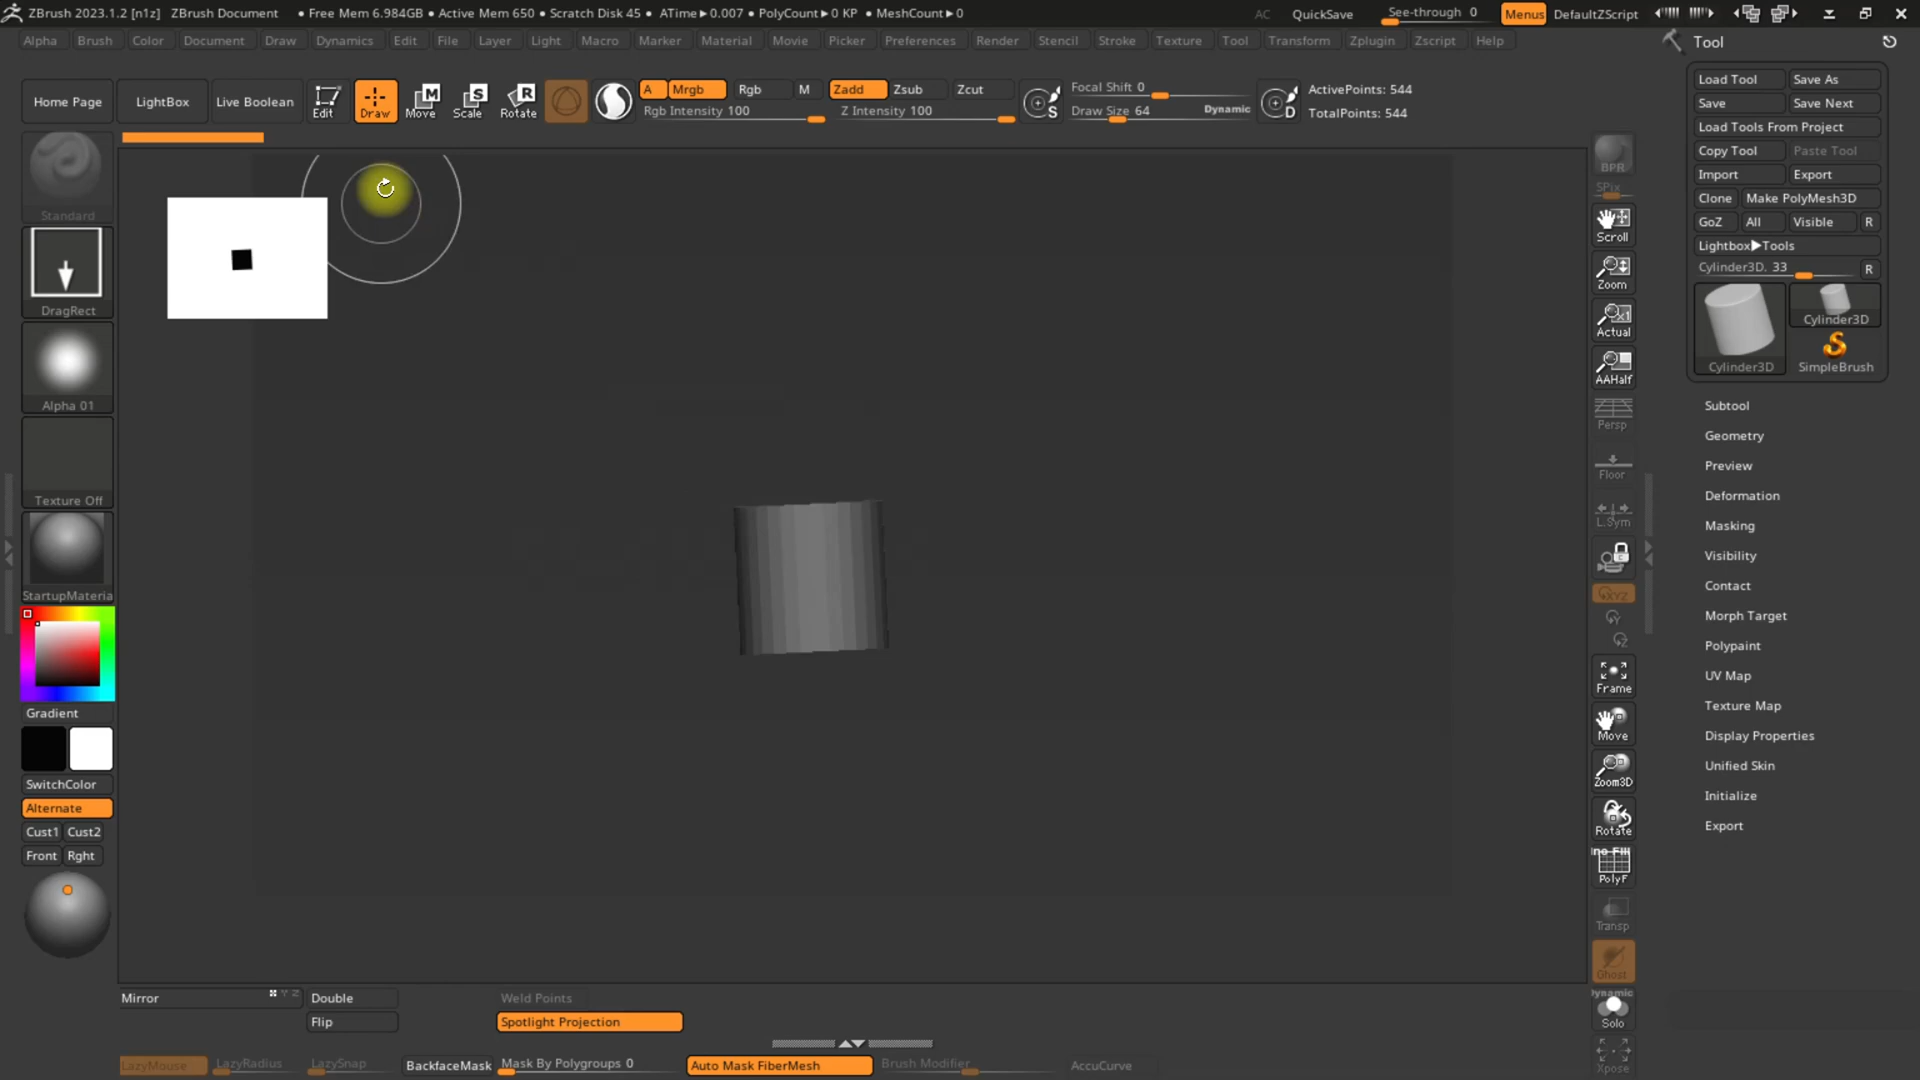 ZBrush 2023.1.2 [n1z] ZBrush Document • Free Mem 6.984GB • Active Mem 650 • Scratch Disk 45 • ATime▶0.007 • PolyCount▶0 KP • MeshCount▶0 AC QuickSave See-through 0 Menus DefaultZScript
Alpha Brush Color Document Draw Dynamics Edit File Layer Light Macro Marker Material Movie Picker Preferences Render Stencil Stroke Texture Tool Transform Zplugin Zscript Help
Tool
Home Page LightBox Live Boolean Edit Draw Move Scale Rotate
A Mrgb Rgb M Zadd Zsub Zcut
Rgb Intensity 100 Z Intensity 100
Focal Shift 0
Draw Size 64 Dynamic
ActivePoints: 544
TotalPoints: 544
Load Tool Save As
Save Save Next
Load Tools From Project
Copy Tool Paste Tool
Import Export
Clone Make PolyMesh3D
GoZ All Visible R
Lightbox▶Tools
Cylinder3D. 33 R
Cylinder3D
Cylinder3D SimpleBrush
Subtool
Geometry
Preview
Deformation
Masking
Visibility
Contact
Morph Target
Polypaint
UV Map
Texture Map
Display Properties
Unified Skin
Initialize
Export
Standard
DragRect
Alpha 01
Texture Off
StartupMateria
Gradient
SwitchColor
Alternate
Cust1 Cust2
Front Rght
BPR
SPix
Scroll
Zoom
Actual
AAHalf
Persp
Floor
L.Sym
XYZ
Frame
Move
Zoom3D
Rotate
PolyF
Transp
Ghost
Dynamic
Solo
Xpose
Mirror Double Weld Points
Flip Spotlight Projection
LazyMouse LazyRadius LazySnap BackfaceMask Mask By Polygroups 0 Auto Mask FiberMesh Brush Modifier AccuCurve